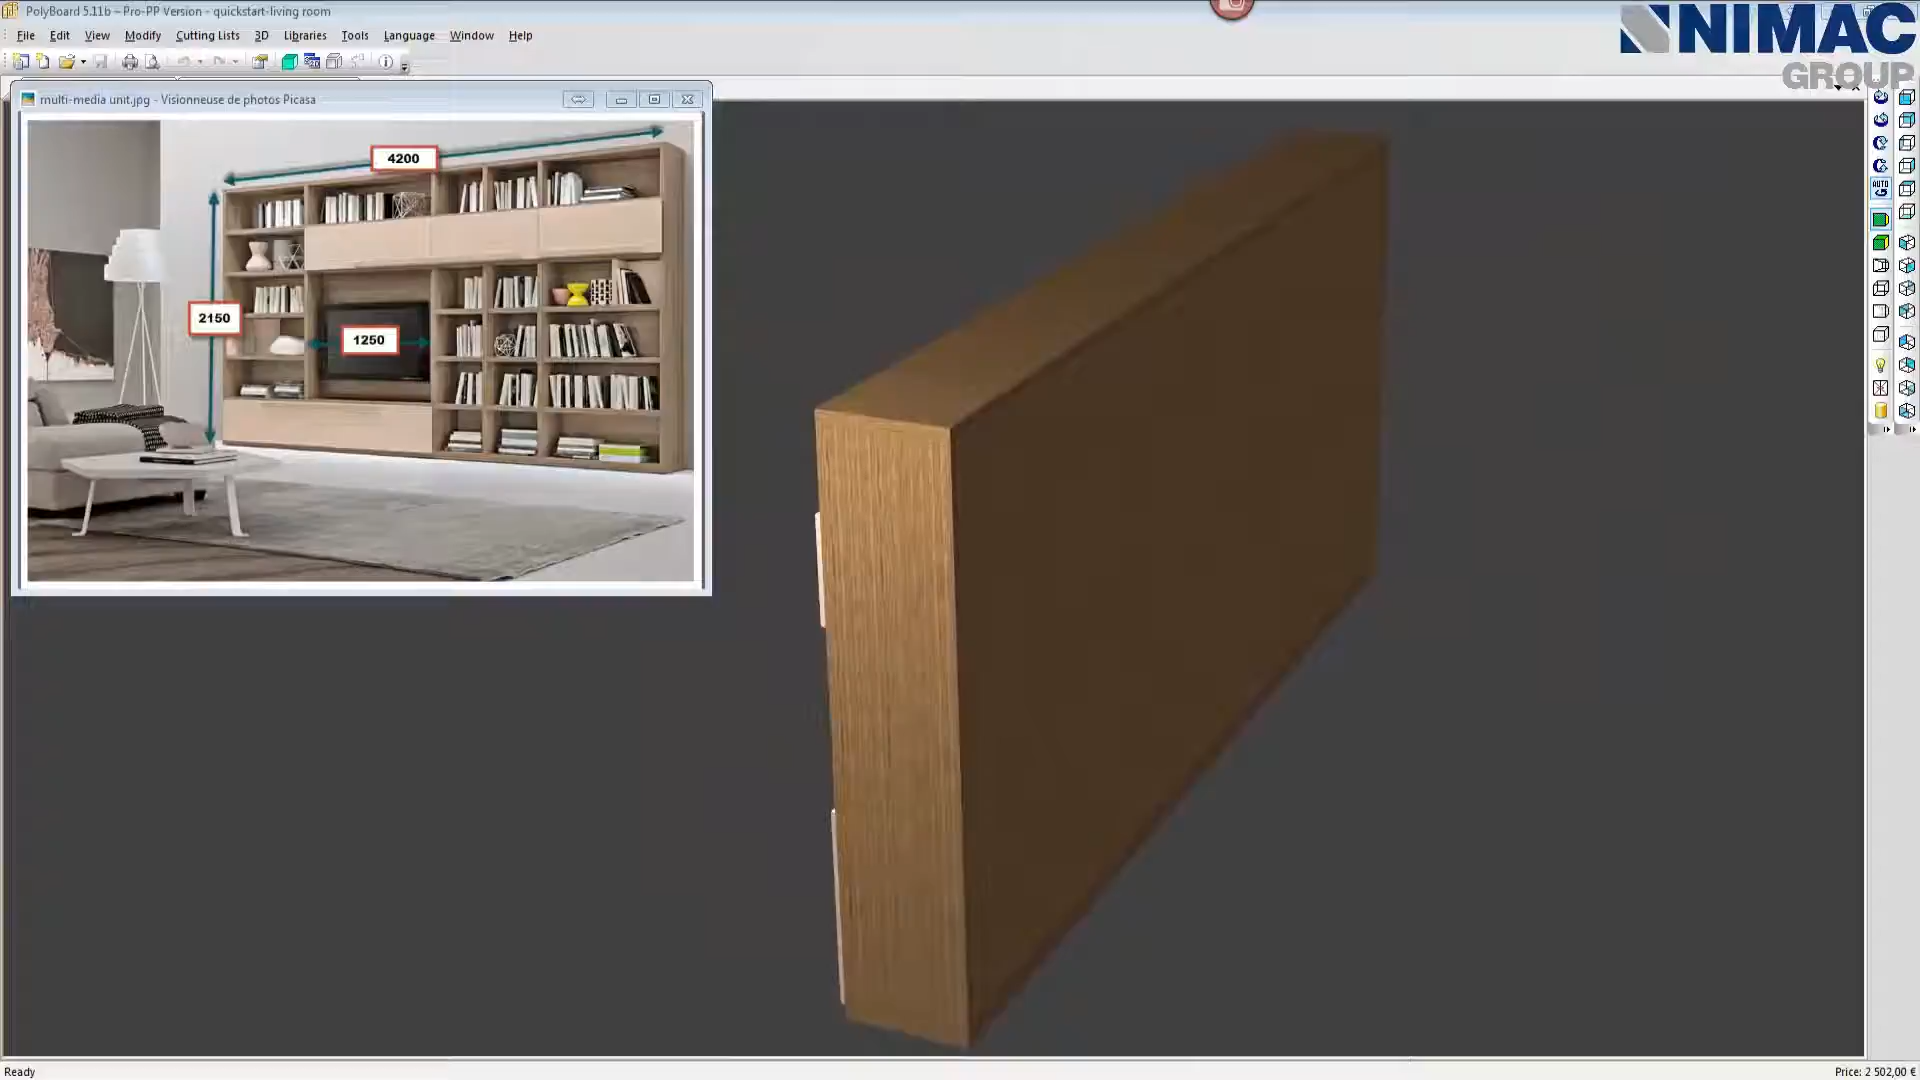 PolyBoard 5.11b - Pro-PP Version - quickstart-living room
NIMAC
GROUP
File Edit View Modify Cutting Lists 3D Libraries Tools Language Window Help
multi-media unit.jpg - Visionneuse de photos Picasa
4200
2150
1250
AUTO
Ready
Price: 2 502,00 €